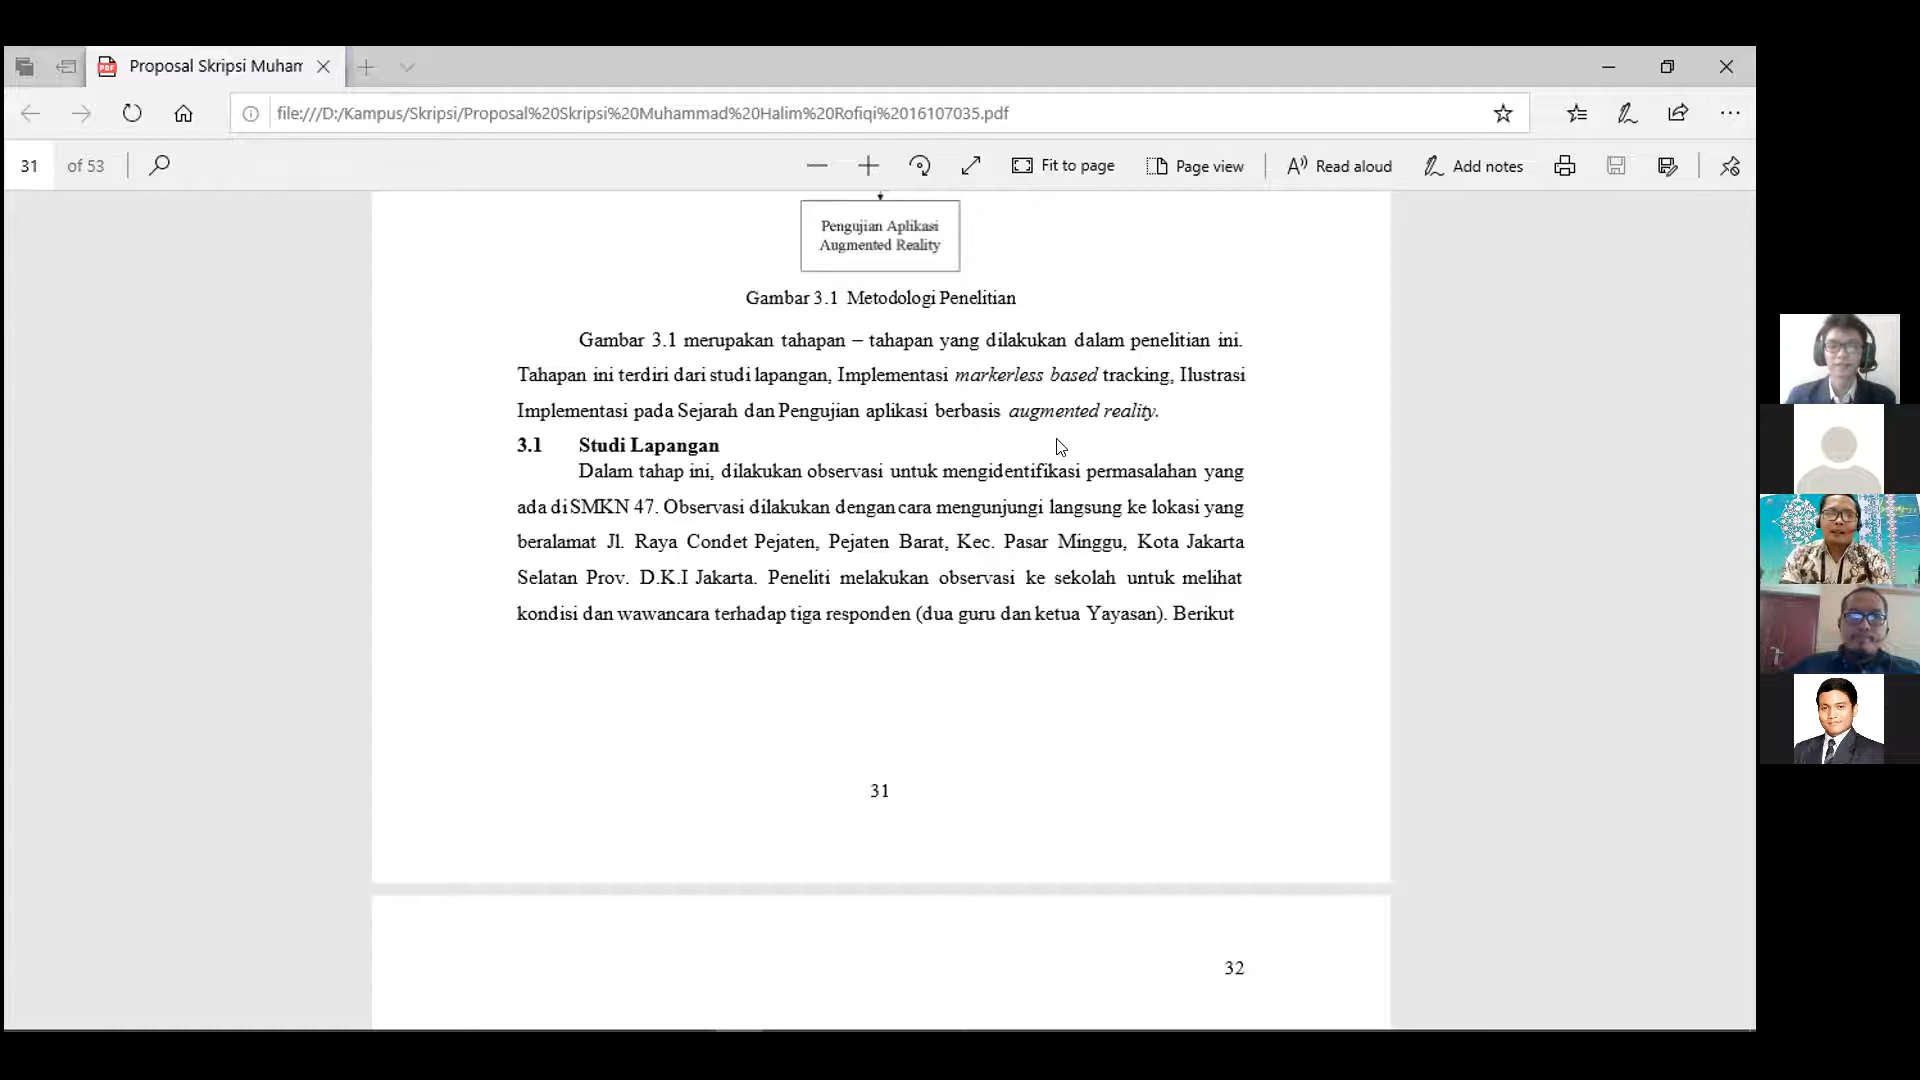 Proposal Skripsi Muham
file:///D:/Kampus/Skripsi/Proposal%20Skripsi%20Muhammad%20Halim%20Rofiqi%2016107035.pdf
31 of 53 Fit to page Page view Read aloud Add notes
Pengujian Aplikasi
Augmented Reality
Gambar 3.1 Metodologi Penelitian
Gambar 3.1 merupakan tahapan – tahapan yang dilakukan dalam penelitian ini.
Tahapan ini terdiri dari studi lapangan, Implementasi markerless based tracking, Ilustrasi
Implementasi pada Sejarah dan Pengujian aplikasi berbasis augmented reality.
3.1 Studi Lapangan
Dalam tahap ini, dilakukan observasi untuk mengidentifikasi permasalahan yang
ada di SMKN 47. Observasi dilakukan dengan cara mengunjungi langsung ke lokasi yang
beralamat Jl. Raya Condet Pejaten, Pejaten Barat, Kec. Pasar Minggu, Kota Jakarta
Selatan Prov. D.K.I Jakarta. Peneliti melakukan observasi ke sekolah untuk melihat
kondisi dan wawancara terhadap tiga responden (dua guru dan ketua Yayasan). Berikut
31
32